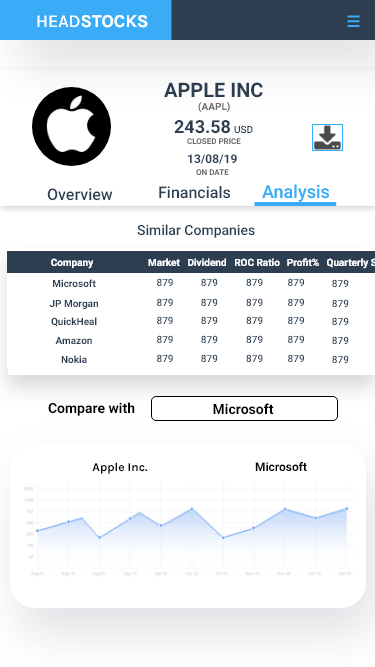 HEADSTOCKS
APPLE INC
(AAPL)
243.58 USD
CLOSED PRICE
13/08/19
ON DATE
Overview Financials Analysis
Similar Companies
Company Market Dividend ROC Ratio Profit% Quarterly S
Microsoft 879 879 879 879 879
JP Morgan 879 879 879 879 879
QuickHeal 879 879 879 879 879
Amazon 879 879 879 879 879
Nokia 879 879 879 879 879
Compare with Microsoft
Apple Inc. Microsoft